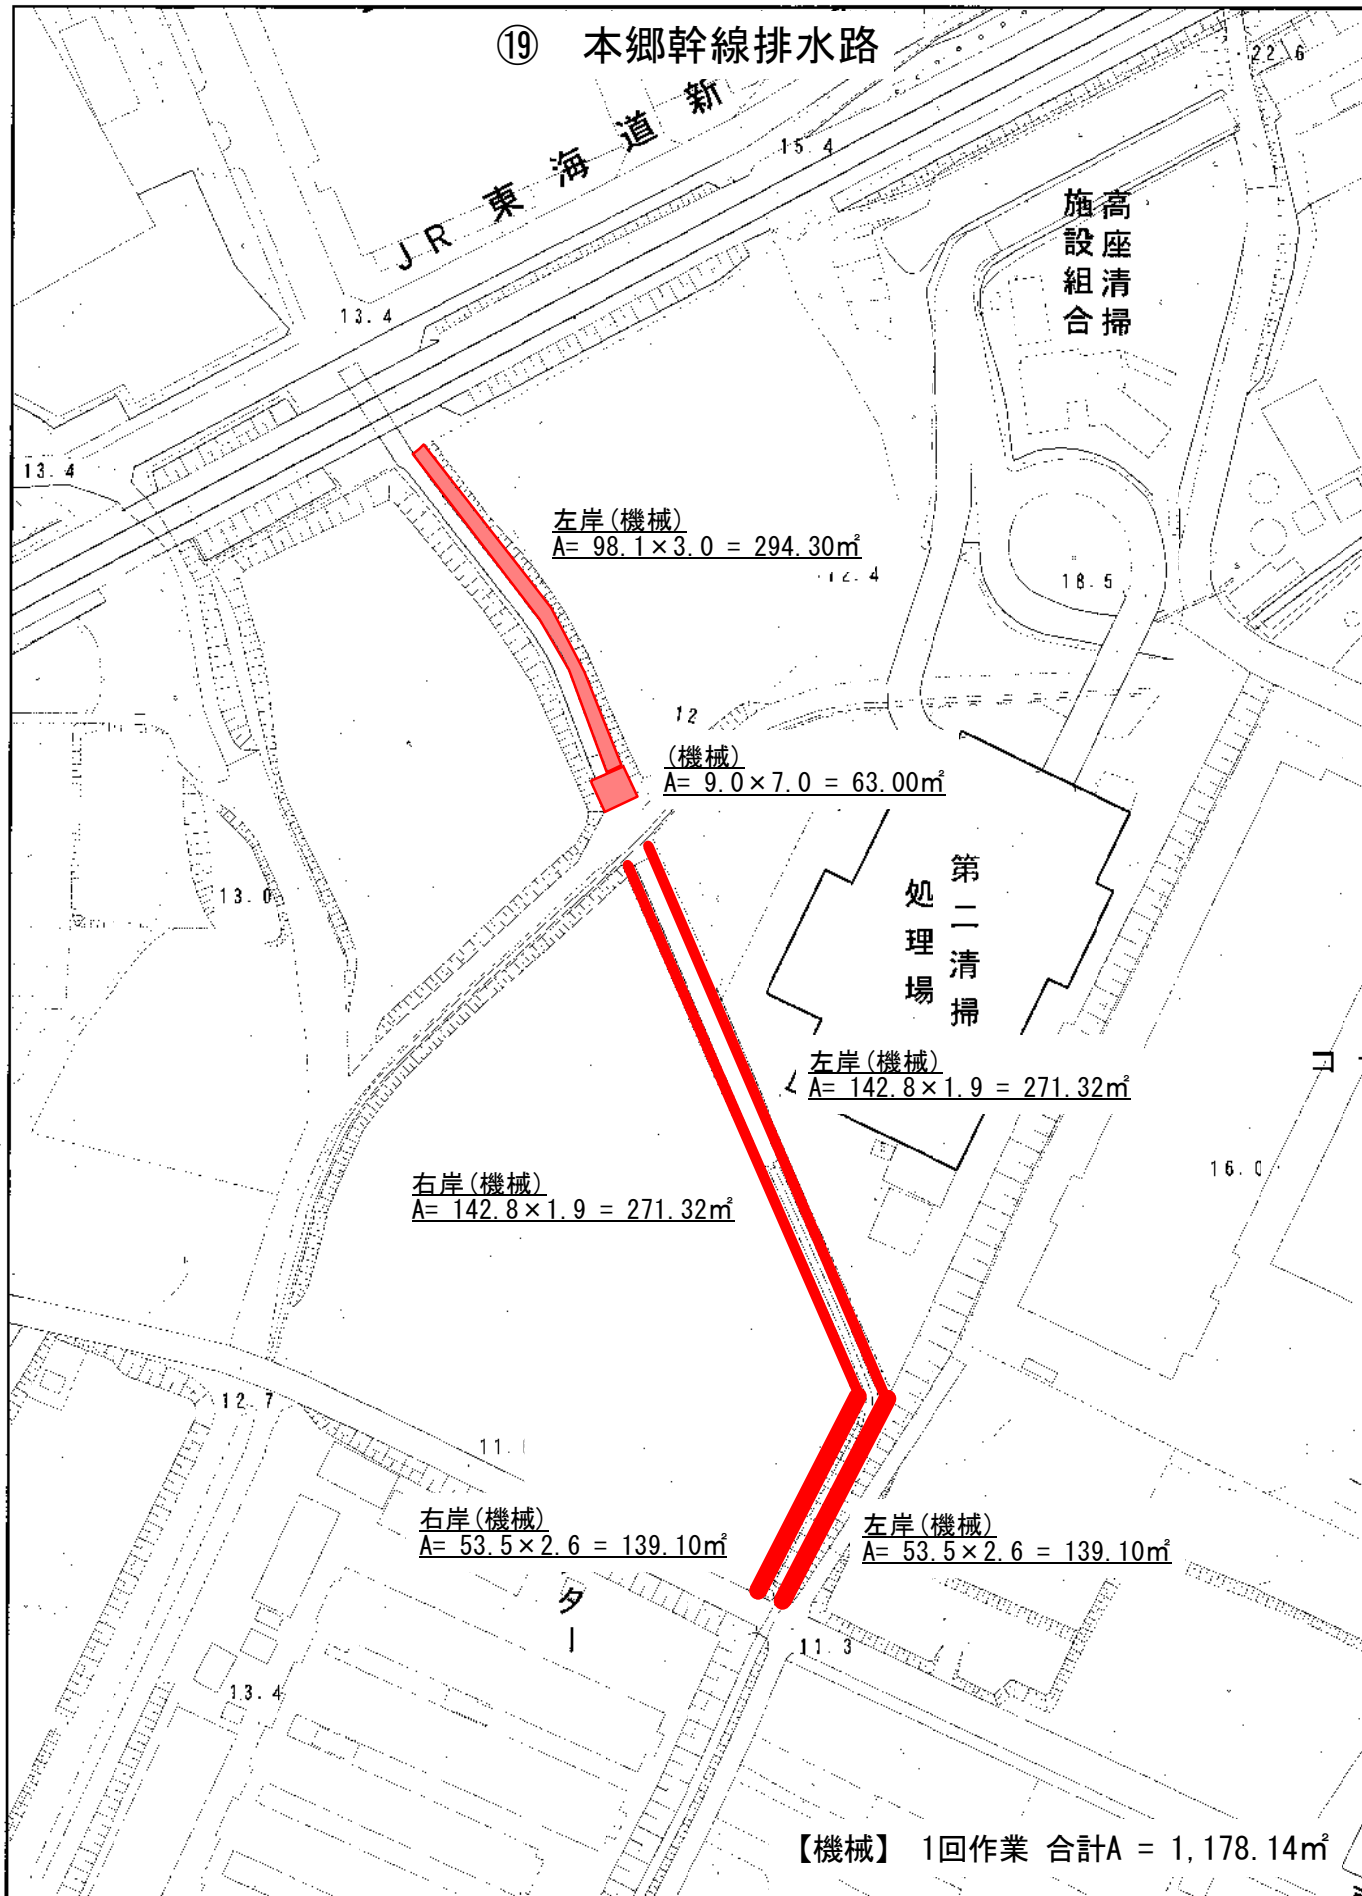 ⑲ 本郷幹線排水路
22.6
JR東海道新
15.4
高座清掃
施設組合
13.4
13.4
左岸(機械)
A= 98.1×3.0 = 294.30㎡
12.4
18.5
12
(機械)
A= 9.0×7.0 = 63.00㎡
第二清掃
処理場
13.0
左岸(機械)
A= 142.8×1.9 = 271.32㎡
コ
16.0
右岸(機械)
A= 142.8×1.9 = 271.32㎡
12.7
11.
右岸(機械)
A= 53.5×2.6 = 139.10㎡
左岸(機械)
A= 53.5×2.6 = 139.10㎡
ター
11.3
13.4
【機械】 1回作業 合計A = 1,178.14㎡